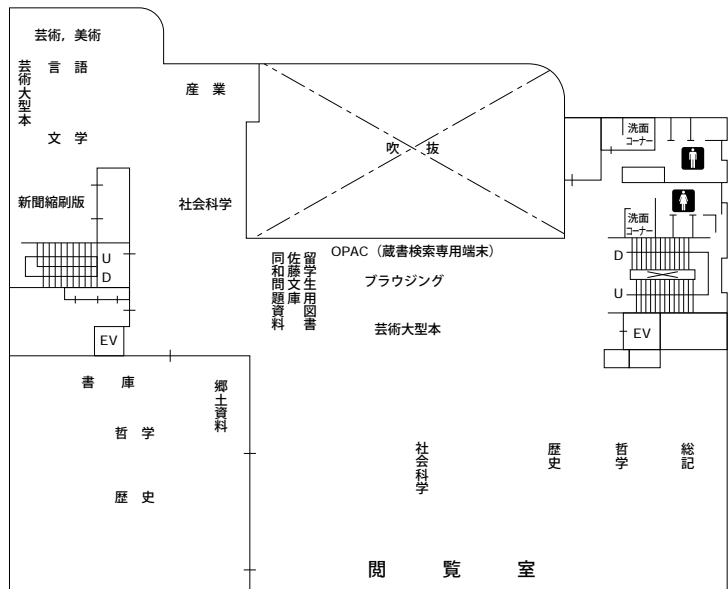 芸術，美術
芸術大型本
言　語
産　業
文　学
吹　抜
洗面
コーナー
新聞縮刷版
社会科学
洗面
コーナー
U
D
OPAC（蔵書検索専用端末）
留学生用図書
佐藤文庫
同和問題資料
ブラウジング
D
U
芸術大型本
EV
EV
書　庫
郷土資料
哲　学
歴　史
社会科学
歴史
哲学
総記
閲　覧　室